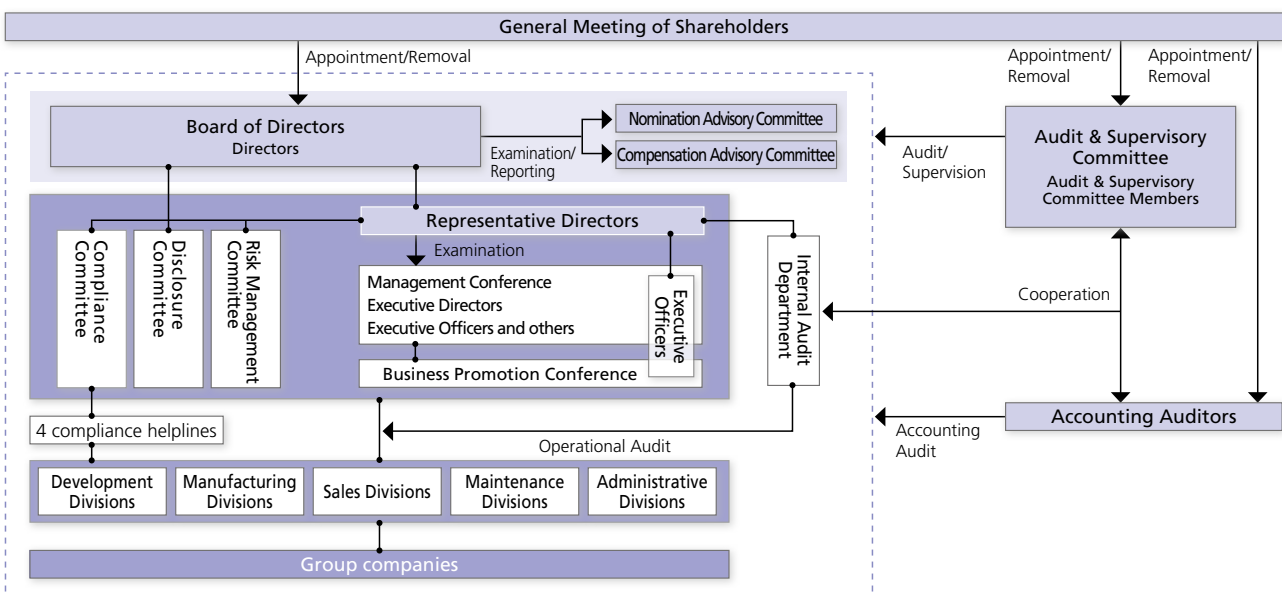 General Meeting of Shareholders
Appointment/Removal
Appointment/
Removal
Appointment/
Removal
Board of Directors
Directors
Examination/
Reporting
Nomination Advisory Committee
Compensation Advisory Committee
Audit/
Supervision
Audit & Supervisory
Committee
Audit & Supervisory
Committee Members
Representative Directors
Compliance
Committee
Disclosure
Committee
Risk Management
Committee
Examination
Management Conference
Executive Directors
Executive Officers and others
Executive
Officers
Business Promotion Conference
Internal Audit
Department
Cooperation
4 compliance helplines
Operational Audit
Accounting
Audit
Accounting Auditors
Development
Divisions
Manufacturing
Divisions
Sales Divisions
Maintenance
Divisions
Administrative
Divisions
Group companies